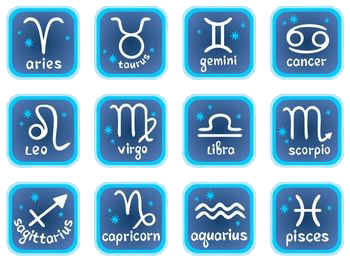 aries
taurus
gemini
cancer
Leo
virgo
libra
scorpio
sagittarius
capricorn
aquarius
pisces